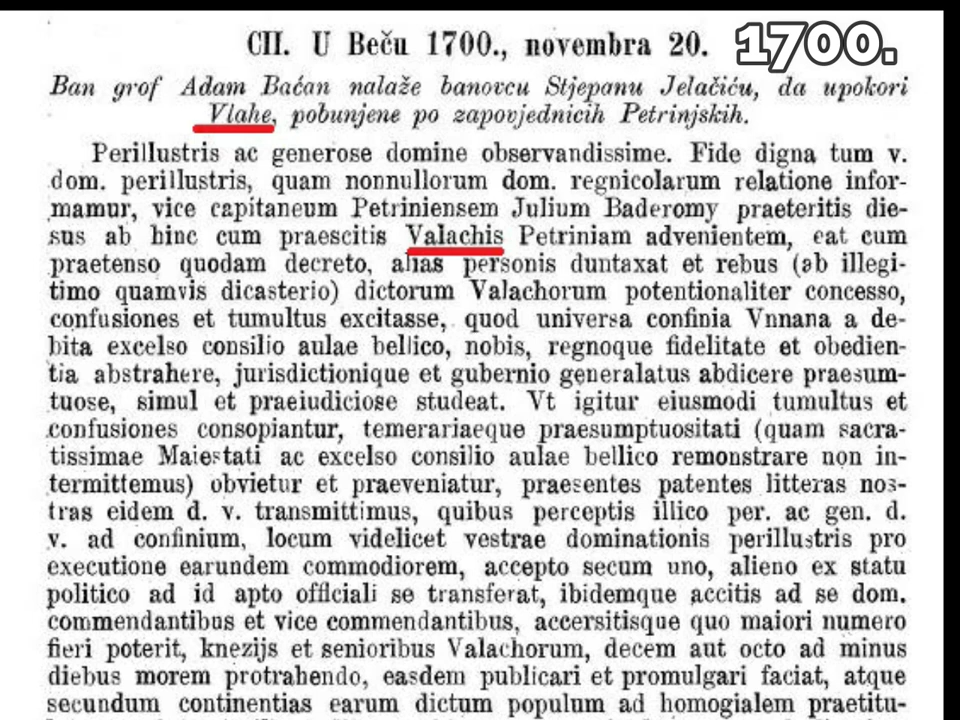 CII. U Beču 1700., novembra 20.
1700.
Ban grof Adam Baćan nalaže banovcu Stjepanu Jelačiću, da upokori
Vlahe, pobunjene po zapovjednicih Petrinjskih.
Perillustris ac generose domine observandissime. Fide digna tum v.
dom. perillustris, quam nonnullorum dom. regnicolarum relatione infor-
mamur, vice capitaneum Petriniensem Julium Baderomy praeteritis die-
sus ab hinc cum praescitis Valachis Petriniam advenientem, eat cum
praetenso quodam decreto, alias personis duntaxat et rebus (ab illegi-
timo quamvis dicasterio) dictorum Valachorum potentionaliter concesso,
confusiones et tumultus excitasse, quod universa confinia Vnnana a de-
bita excelso consilio aulae bellico, nobis, regnoque fidelitate et obedien-
tia abstrahere, jurisdictionique et gubernio generalatus abdicere praesum-
tuose, simul et praeiudiciose studeat. Vt igitur eiusmodi tumultus et
confusiones consopiantur, temerariaeque praesumptuositati (quam sacra-
tissimae Maiestati ac excelso consilio aulae bellico remonstrare non in-
termittemus) obvietur et praeveniatur, praesentes patentes litteras nos-
tras eidem d. v. transmittimus, quibus perceptis illico per. ac gen. d.
v. ad confinium, locum videlicet vestrae dominationis perillustris pro
executione earundem commodiorem, accepto secum uno, alieno ex statu
politico ad id apto officiali se transferat, ibidemque accitis ad se dom.
commendantibus et vice commendantibus, accersitisque quo maiori numero
fieri poterit, knezijs et senioribus Valachorum, decem aut octo ad minus
diebus morem protrahendo, easdem publicari et promulgari faciat, atque
secundum continentias earum dictum populum ad homogialem praetitu-